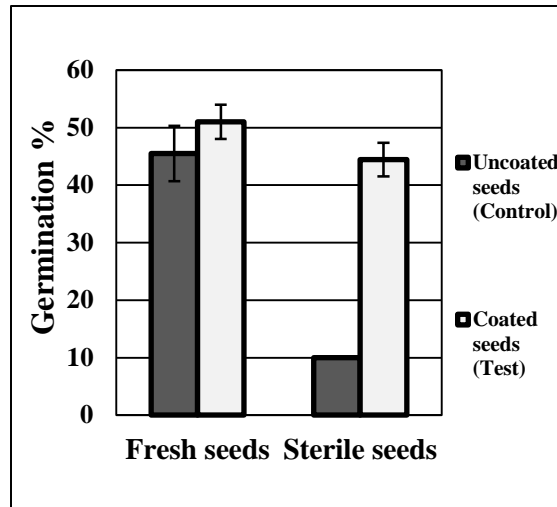 60
50
40
30
20
10
0
Germination %
Fresh seeds Sterile seeds
Uncoated
seeds
(Control)
Coated
seeds
(Test)